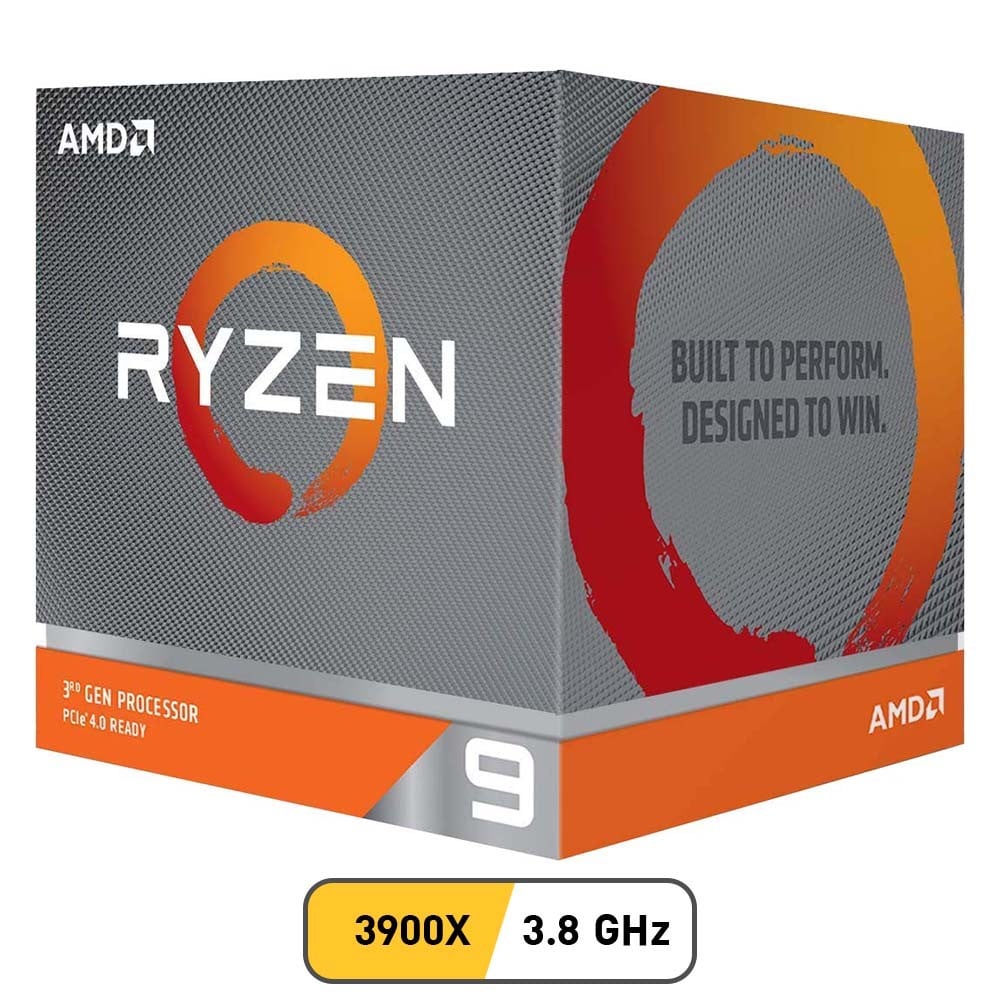 AMD
RYZEN
BUILT TO PERFORM.
DESIGNED TO WIN.
3RD GEN PROCESSOR
PCIe® 4.0 READY
9
AMD
3900X
3.8 GHz